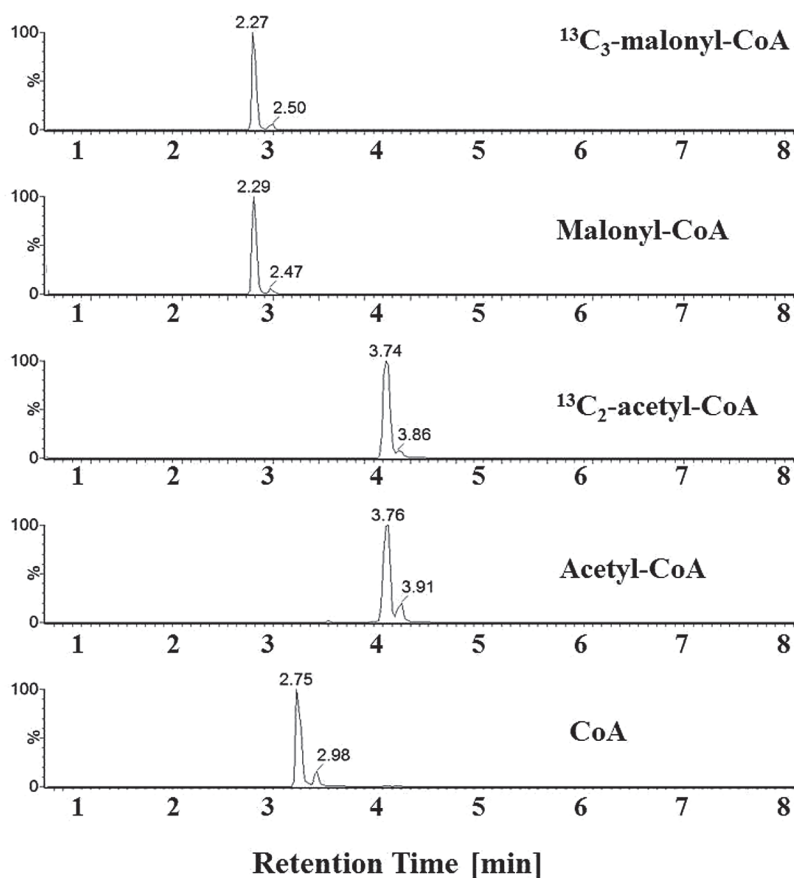 100
%
0
2.27
2.50
¹³C₃-malonyl-CoA
1 2 3 4 5 6 7 8
100
%
0
2.29
2.47
Malonyl-CoA
1 2 3 4 5 6 7 8
100
%
0
3.74
3.86
¹³C₂-acetyl-CoA
1 2 3 4 5 6 7 8
100
%
0
3.76
3.91
Acetyl-CoA
1 2 3 4 5 6 7 8
100
%
0
2.75
2.98
CoA
1 2 3 4 5 6 7 8
Retention Time [min]